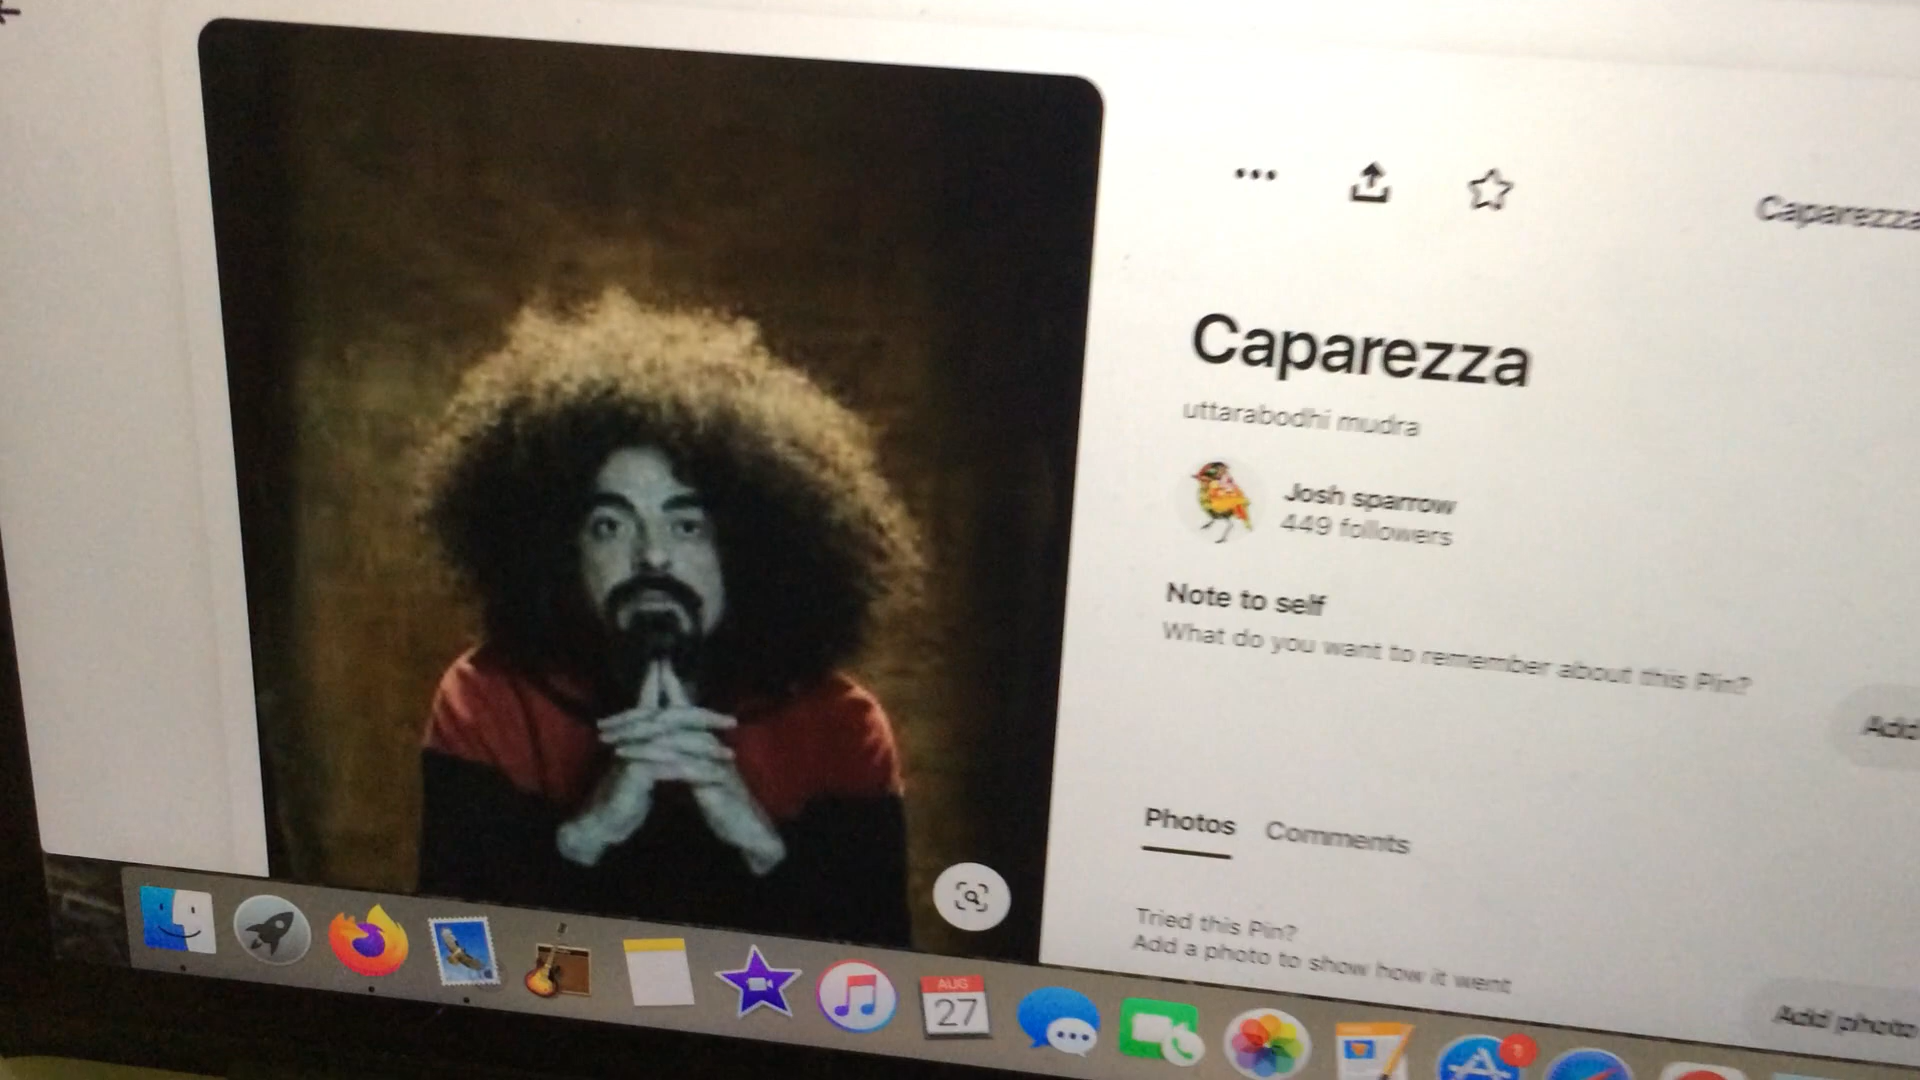 Caparezza
Caparezza
uttarabodhi mudra
Josh sparrow
449 followers
Note to self
What do you want to remember about this Pin?
Add
Photos Comments
Tried this Pin?
Add a photo to show how it went
Add photo
AUG
27